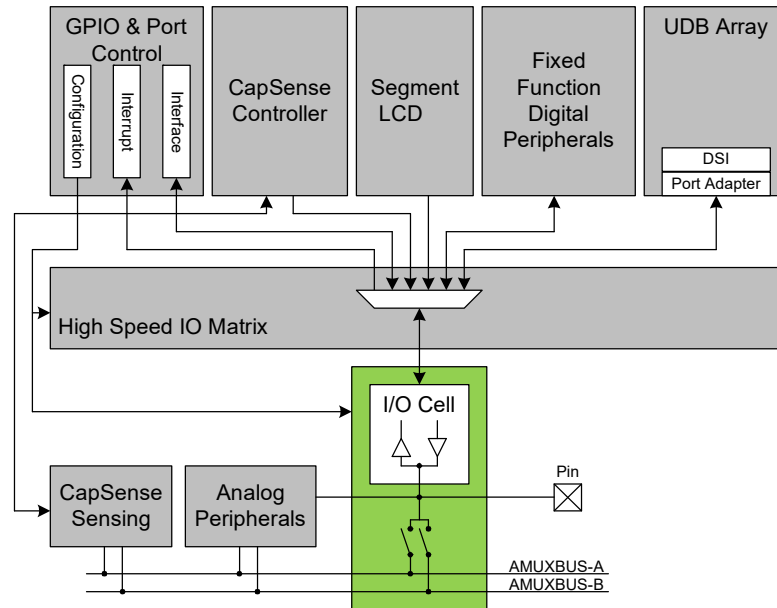 GPIO & Port
Control
Configuration
Interrupt
Interface
CapSense
Controller
Segment
LCD
Fixed
Function
Digital
Peripherals
UDB Array
DSI
Port Adapter
High Speed IO Matrix
I/O Cell
CapSense
Sensing
Analog
Peripherals
Pin
AMUXBUS-A
AMUXBUS-B